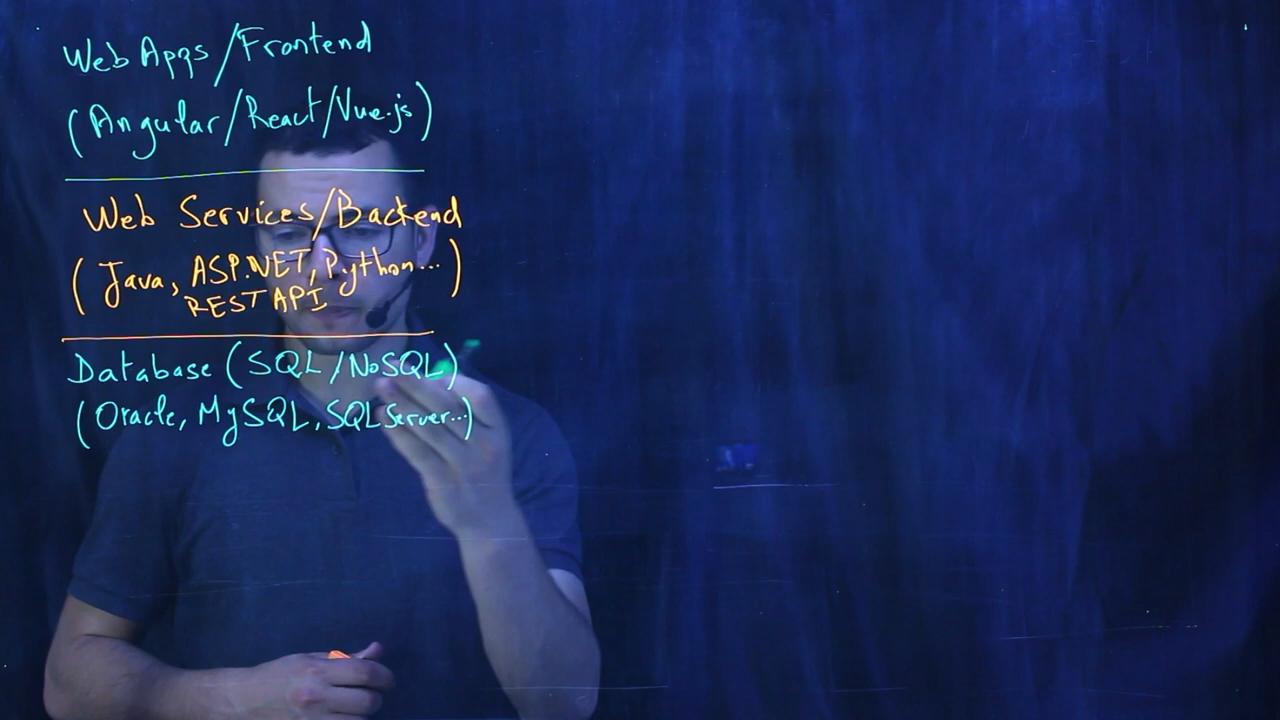 Web Apps/Frontend
(Angular/React/Vue.js)
Web Services/Backend
(Java, ASP.NET, Python...)
REST API
Database (SQL/NoSQL)
(Oracle, MySQL, SQL Server...)